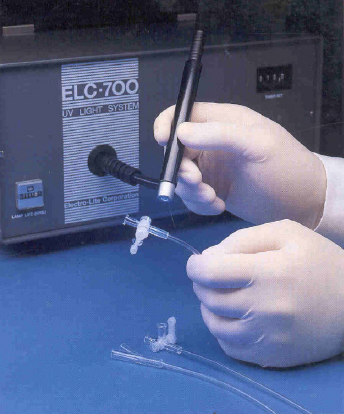 ELC-700
UV LIGHT SYSTEM
Electro-Lite Corporation